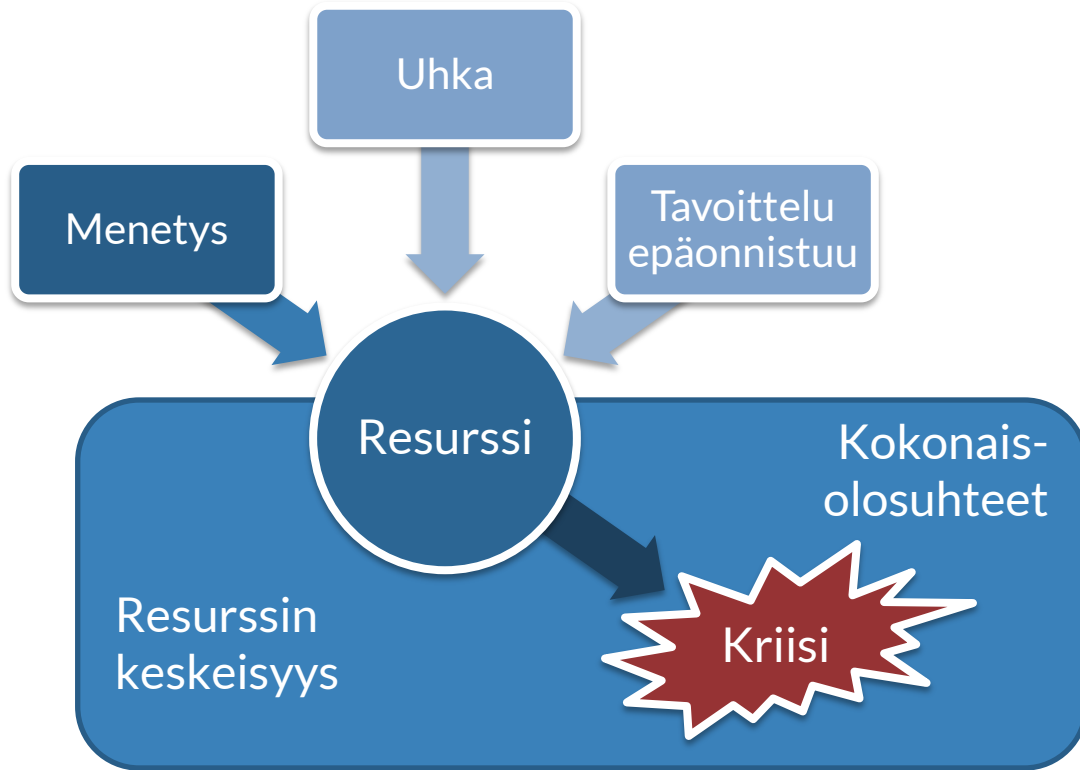 Uhka
Menetys
Tavoittelu
epäonnistuu
Resurssi
Kokonais-
olosuhteet
Resurssin
keskeisyys
Kriisi